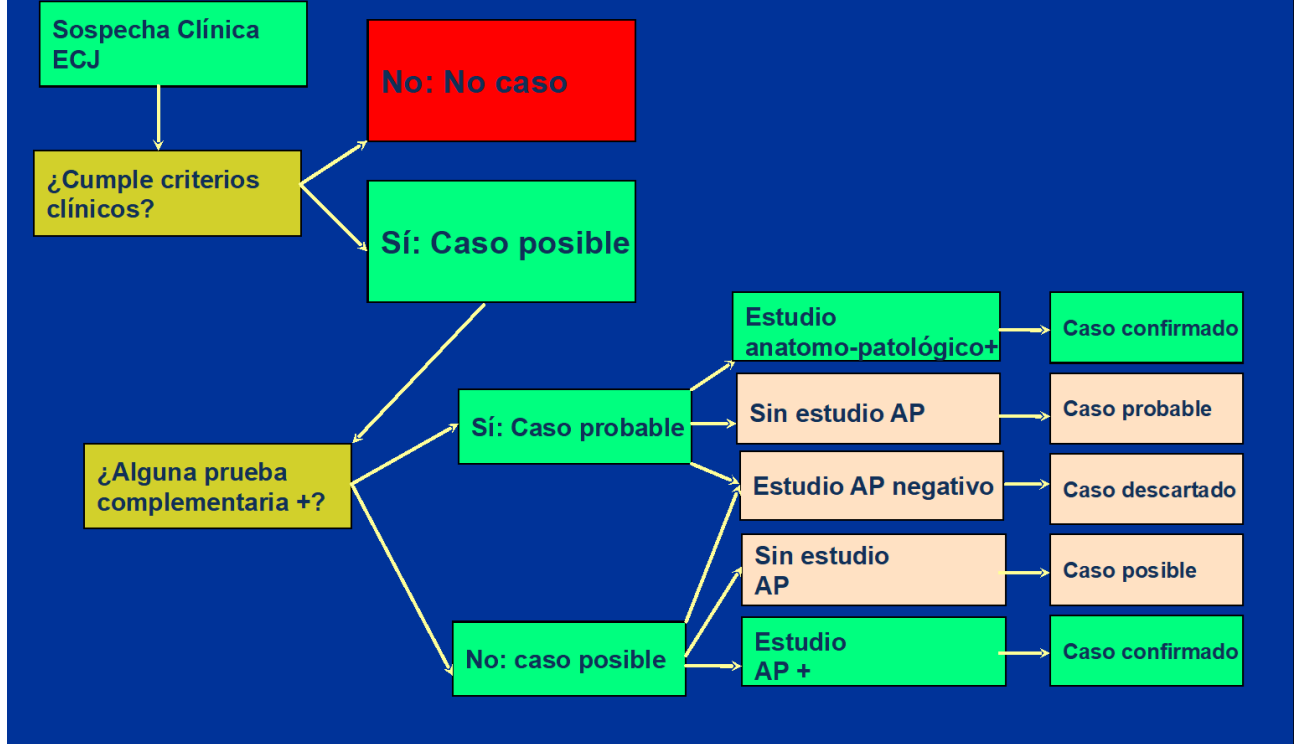 Sospecha Clínica
ECJ
No: No caso
¿Cumple criterios
clínicos?
Sí: Caso posible
Estudio
anatomo-patológico+
Caso confirmado
Sin estudio AP
Caso probable
Sí: Caso probable
¿Alguna prueba
complementaria +?
Estudio AP negativo
Caso descartado
Sin estudio
AP
Caso posible
No: caso posible
Estudio
AP +
Caso confirmado